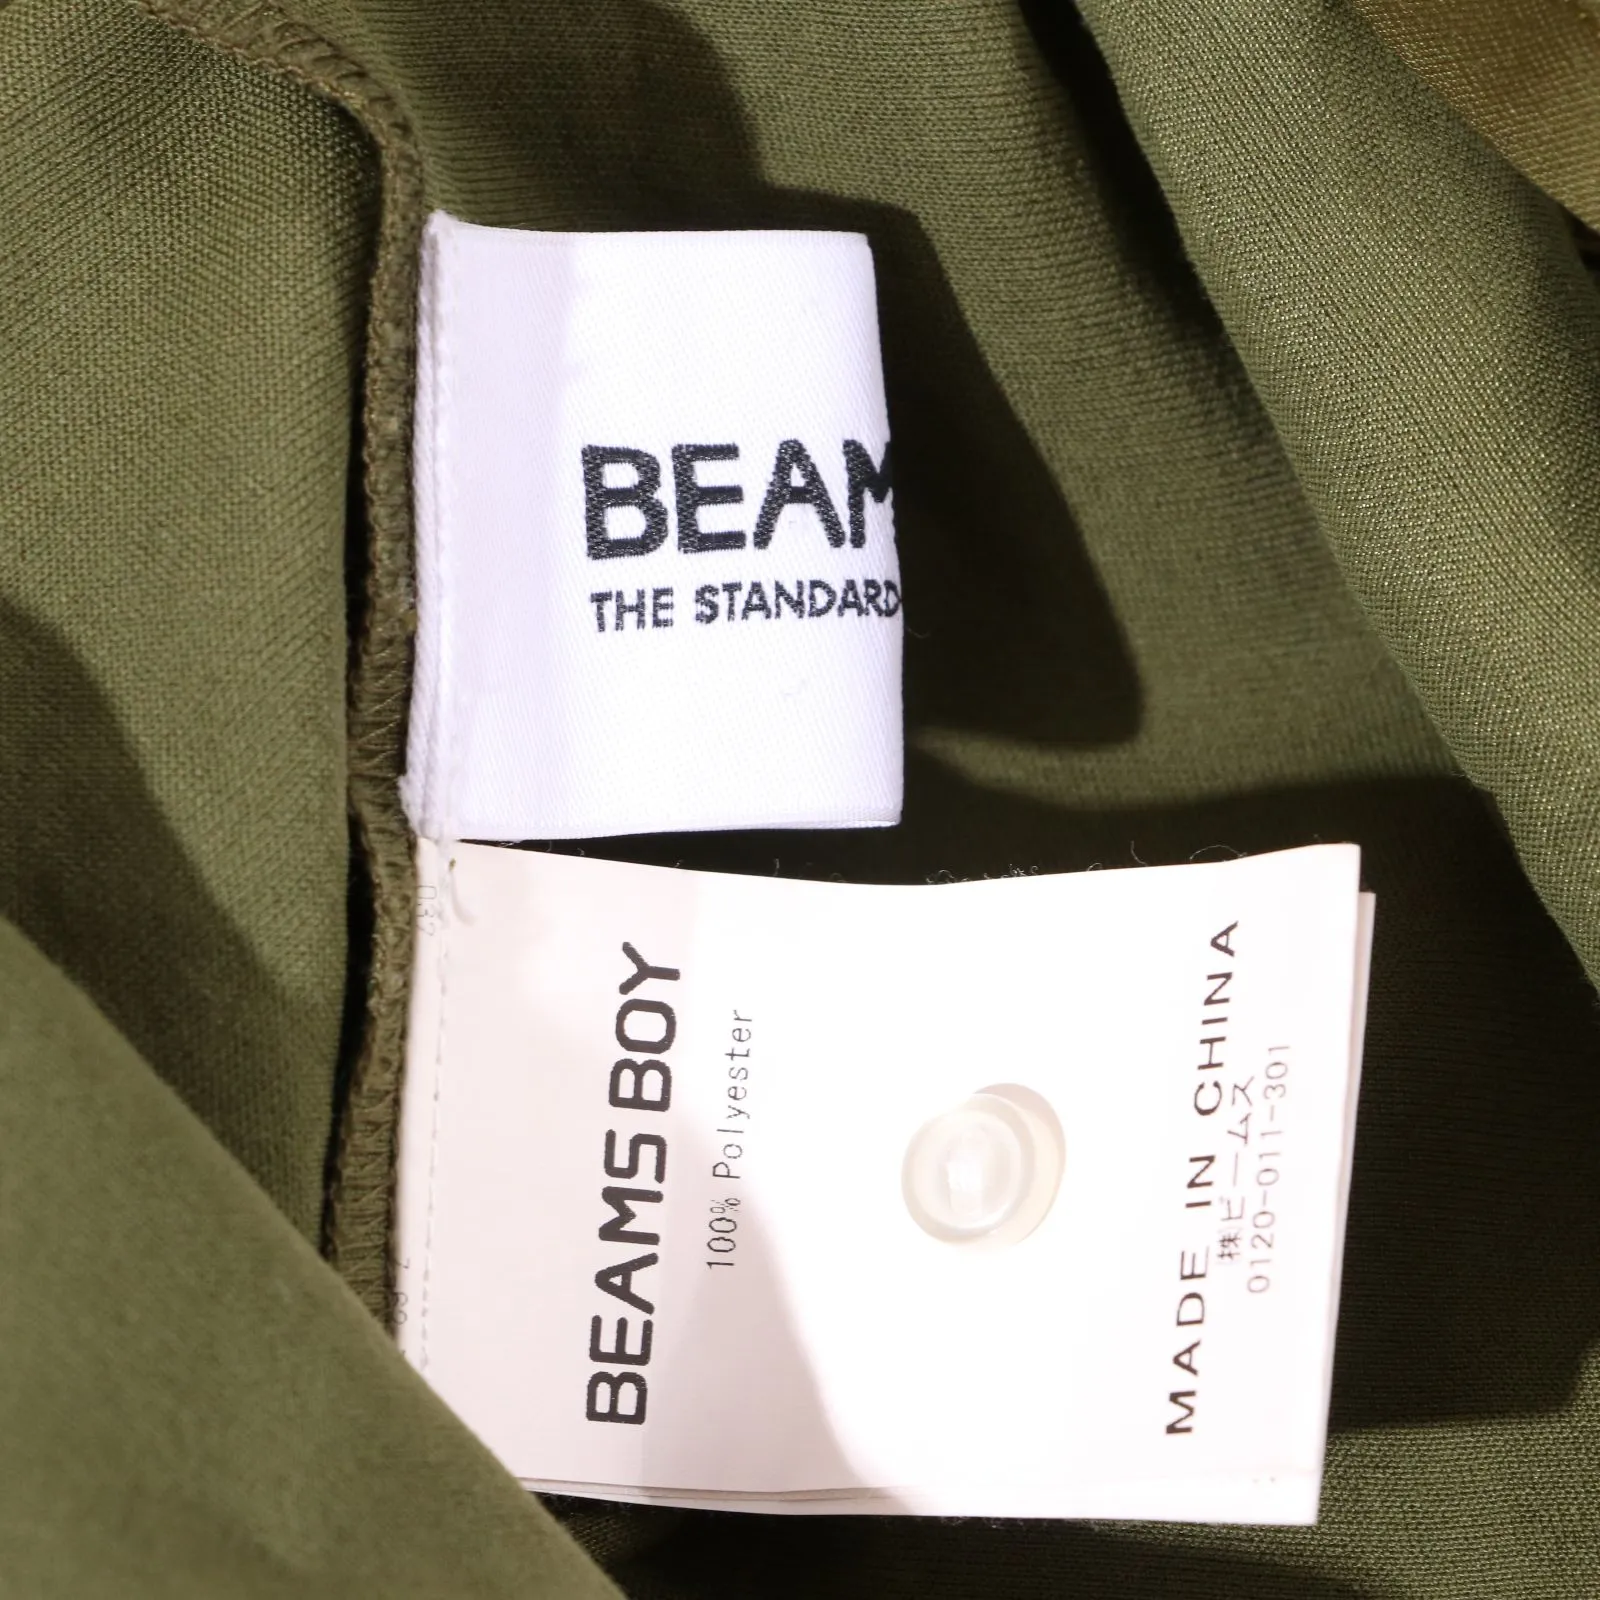 BEAM
THE STANDARD
BEAMS BOY
100% Polyester
MADE IN CHINA
㈱ビームス
0120-011-301